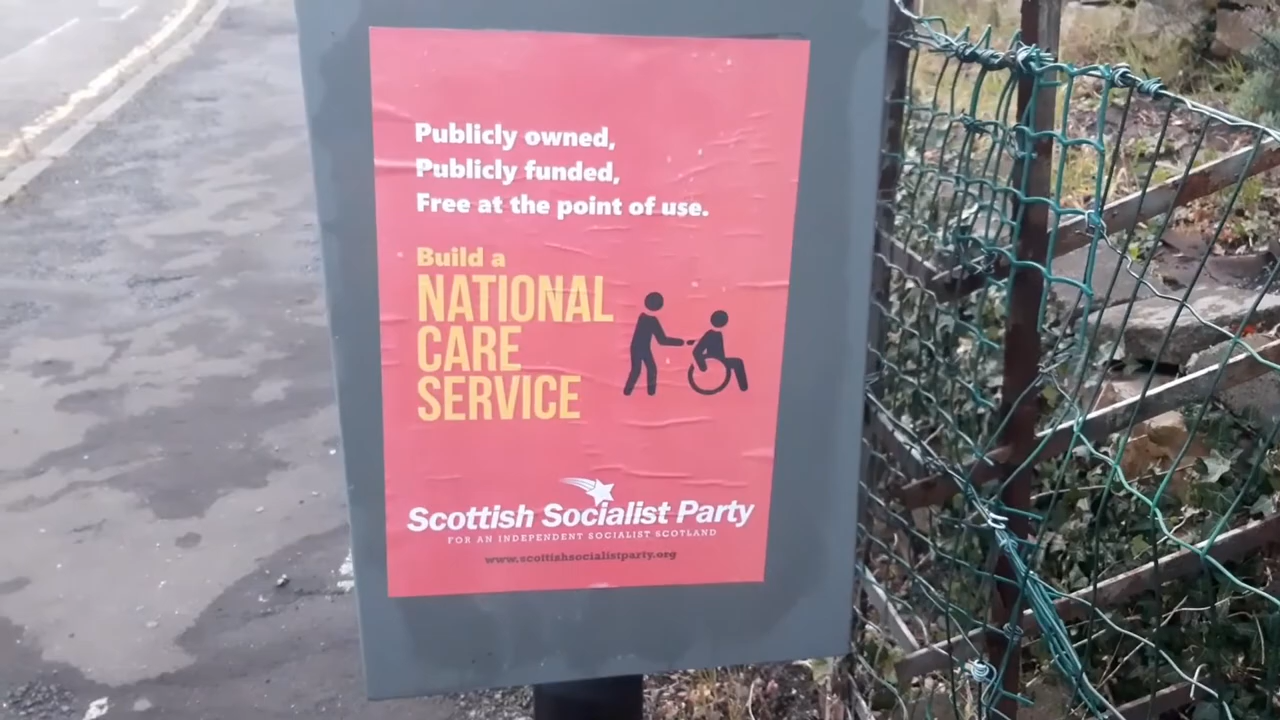 Publicly owned,
Publicly funded,
Free at the point of use.
Build a
NATIONAL
CARE
SERVICE
Scottish Socialist Party
FOR AN INDEPENDENT SOCIALIST SCOTLAND
www.scottishsocialistparty.org